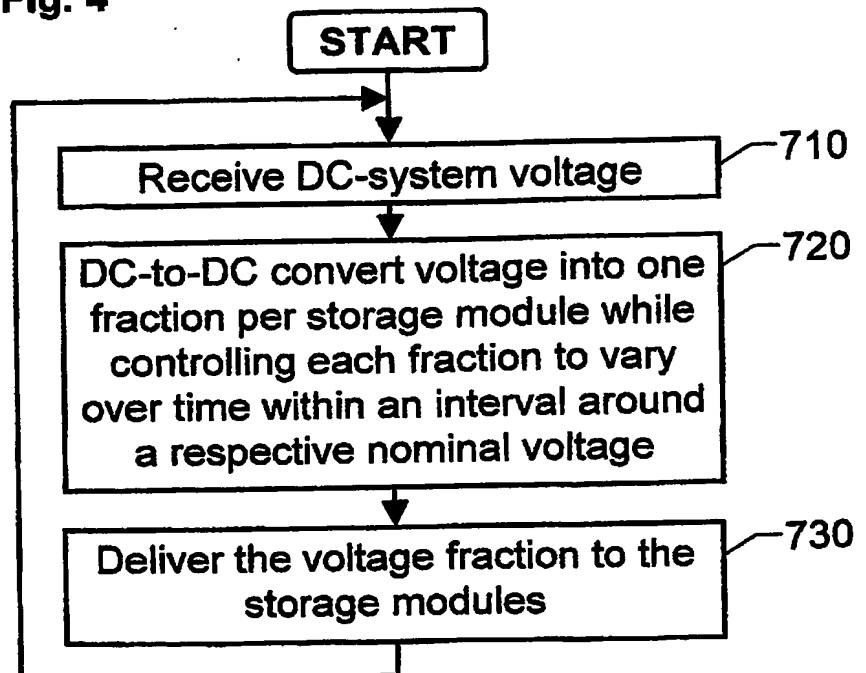 Fig. 4
START
Receive DC-system voltage
710
DC-to-DC convert voltage into one
fraction per storage module while
controlling each fraction to vary
over time within an interval around
a respective nominal voltage
720
Deliver the voltage fraction to the
storage modules
730